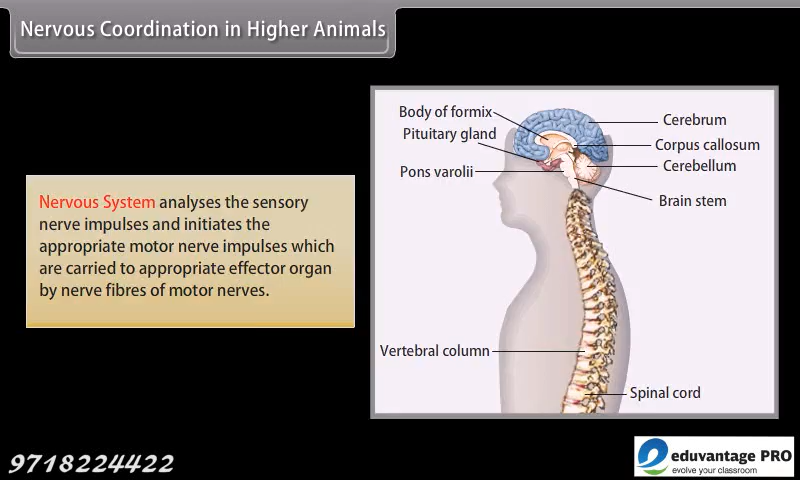 Nervous Coordination in Higher Animals
Nervous System analyses the sensory
nerve impulses and initiates the
appropriate motor nerve impulses which
are carried to appropriate effector organ
by nerve fibres of motor nerves.
Body of formix
Pituitary gland
Pons varolii
Cerebrum
Corpus callosum
Cerebellum
Brain stem
Vertebral column
Spinal cord
9718224422
eduvantage PRO
evolve your classroom